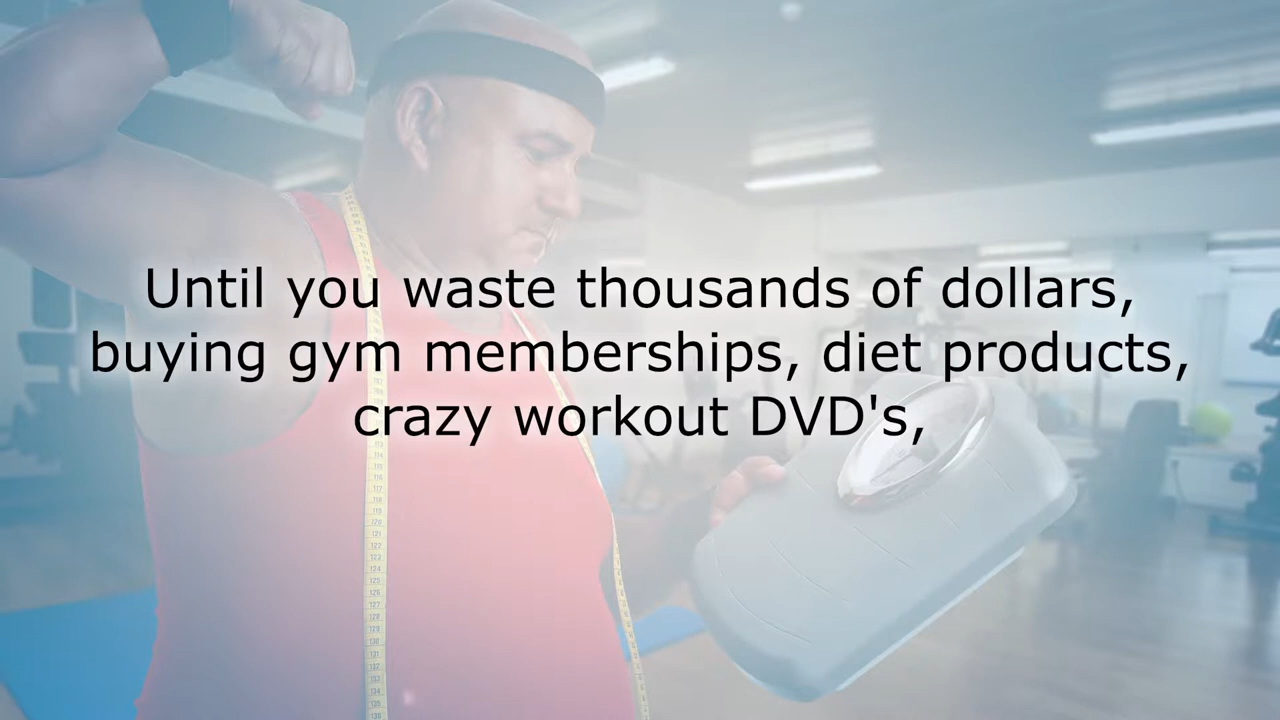 Until you waste thousands of dollars,
buying gym memberships, diet products,
crazy workout DVD's,